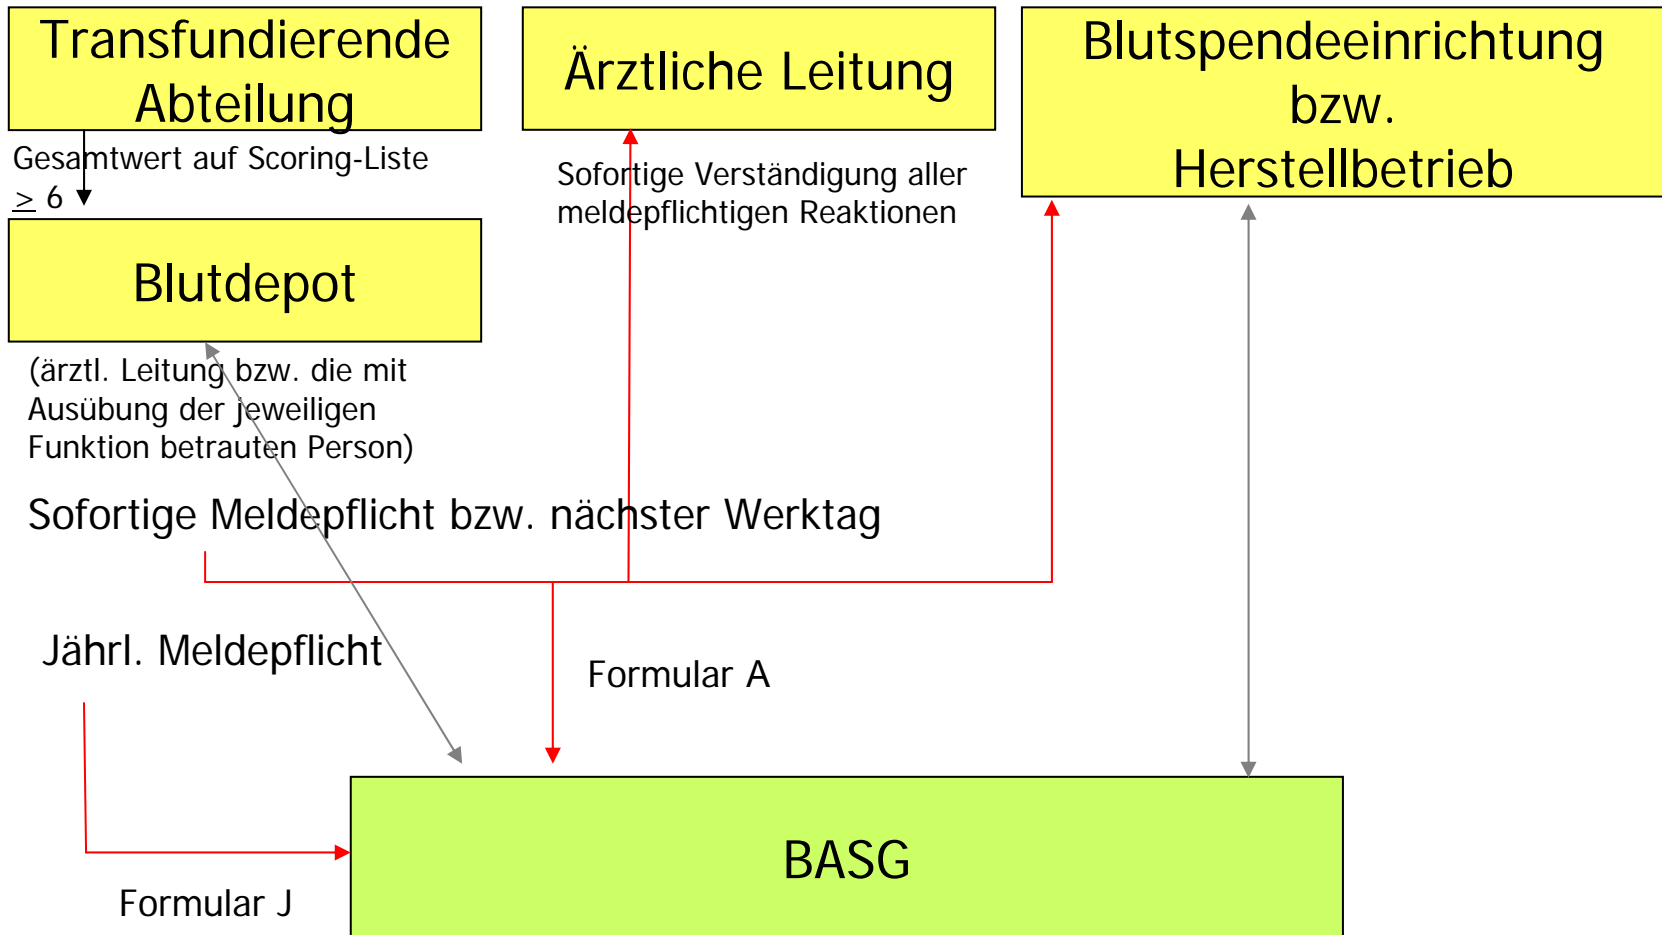 Transfundierende
Abteilung
Ärztliche Leitung
Blutspendeeinrichtung
bzw.
Herstellbetrieb
Gesamtwert auf Scoring-Liste
≥ 6
Sofortige Verständigung aller
meldepflichtigen Reaktionen
Blutdepot
(ärztl. Leitung bzw. die mit
Ausübung der jeweiligen
Funktion betrauten Person)
Sofortige Meldepflicht bzw. nächster Werktag
Jährl. Meldepflicht
Formular A
BASG
Formular J